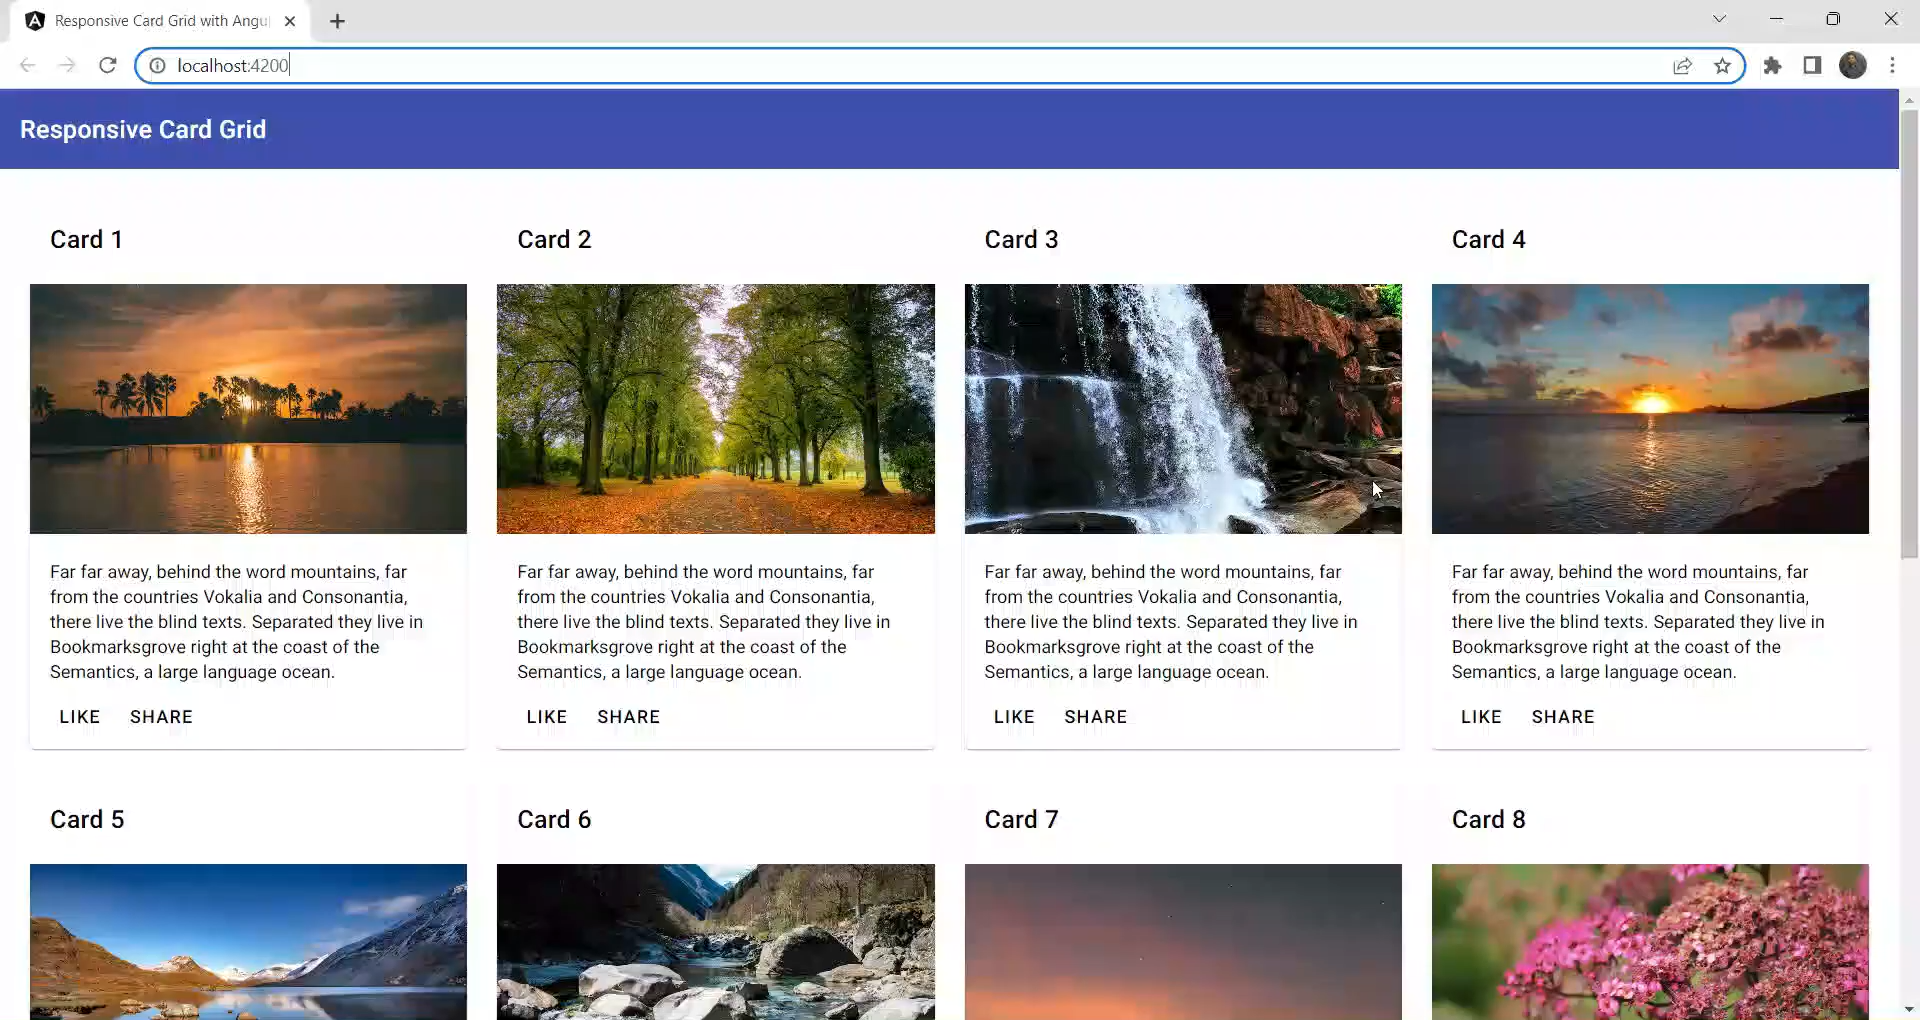 Responsive Card Grid with Angu
localhost:4200
Responsive Card Grid
Card 1
Card 2
Card 3
Card 4
Far far away, behind the word mountains, far
from the countries Vokalia and Consonantia,
there live the blind texts. Separated they live in
Bookmarksgrove right at the coast of the
Semantics, a large language ocean.
LIKE SHARE
Far far away, behind the word mountains, far
from the countries Vokalia and Consonantia,
there live the blind texts. Separated they live in
Bookmarksgrove right at the coast of the
Semantics, a large language ocean.
LIKE SHARE
Far far away, behind the word mountains, far
from the countries Vokalia and Consonantia,
there live the blind texts. Separated they live in
Bookmarksgrove right at the coast of the
Semantics, a large language ocean.
LIKE SHARE
Far far away, behind the word mountains, far
from the countries Vokalia and Consonantia,
there live the blind texts. Separated they live in
Bookmarksgrove right at the coast of the
Semantics, a large language ocean.
LIKE SHARE
Card 5
Card 6
Card 7
Card 8